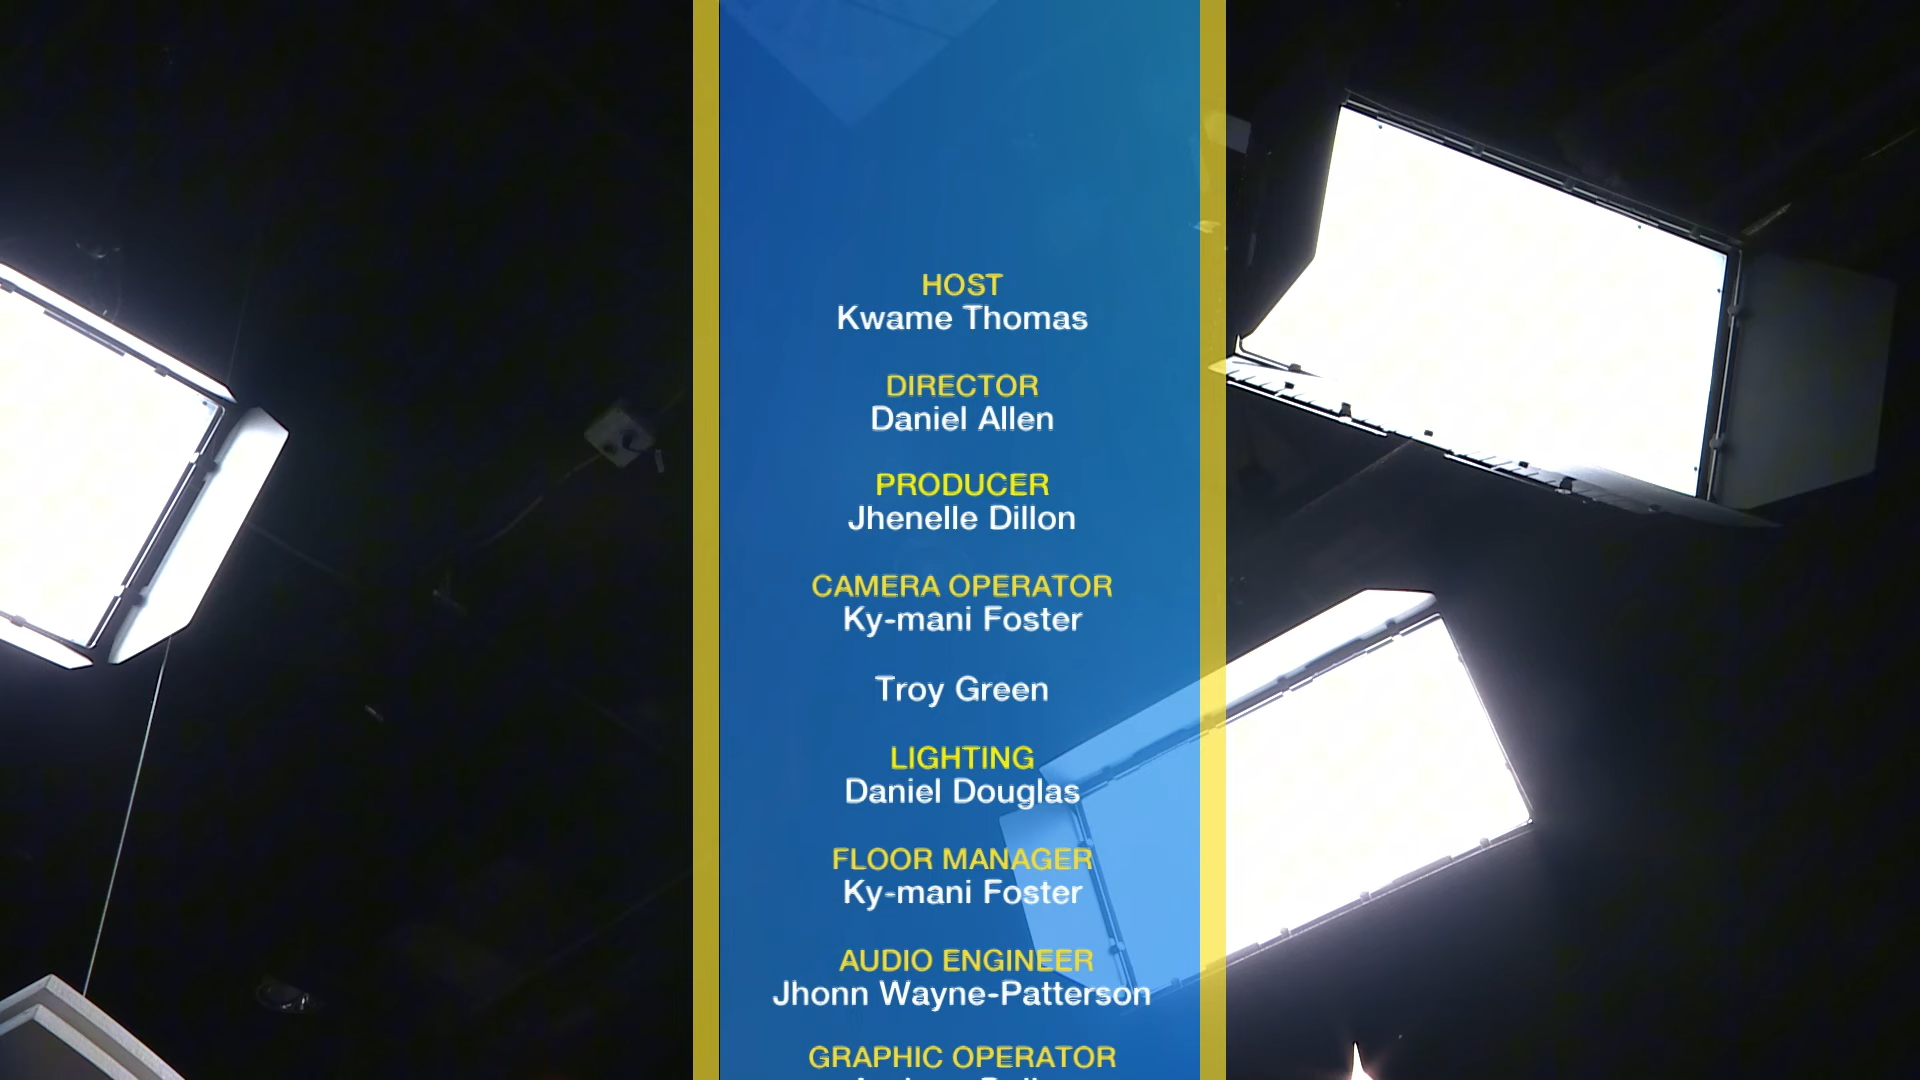 HOST
Kwame Thomas
DIRECTOR
Daniel Allen
PRODUCER
Jhenelle Dillon
CAMERA OPERATOR
Ky-mani Foster
Troy Green
LIGHTING
Daniel Douglas
FLOOR MANAGER
Ky-mani Foster
AUDIO ENGINEER
Jhonn Wayne-Patterson
GRAPHIC OPERATOR